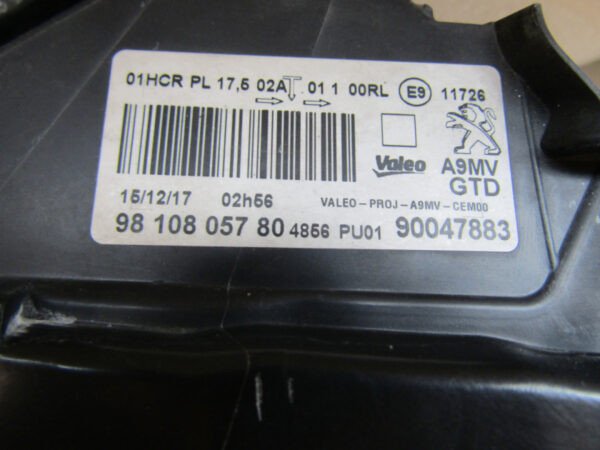 01HCR PL 17,5 02A 01 1 00RL E9 11726
Valeo A9MV
GTD
15/12/17 02h56 VALEO-PROJ-A9MV-CEM00
98 108 057 80 4856 PU01 90047883